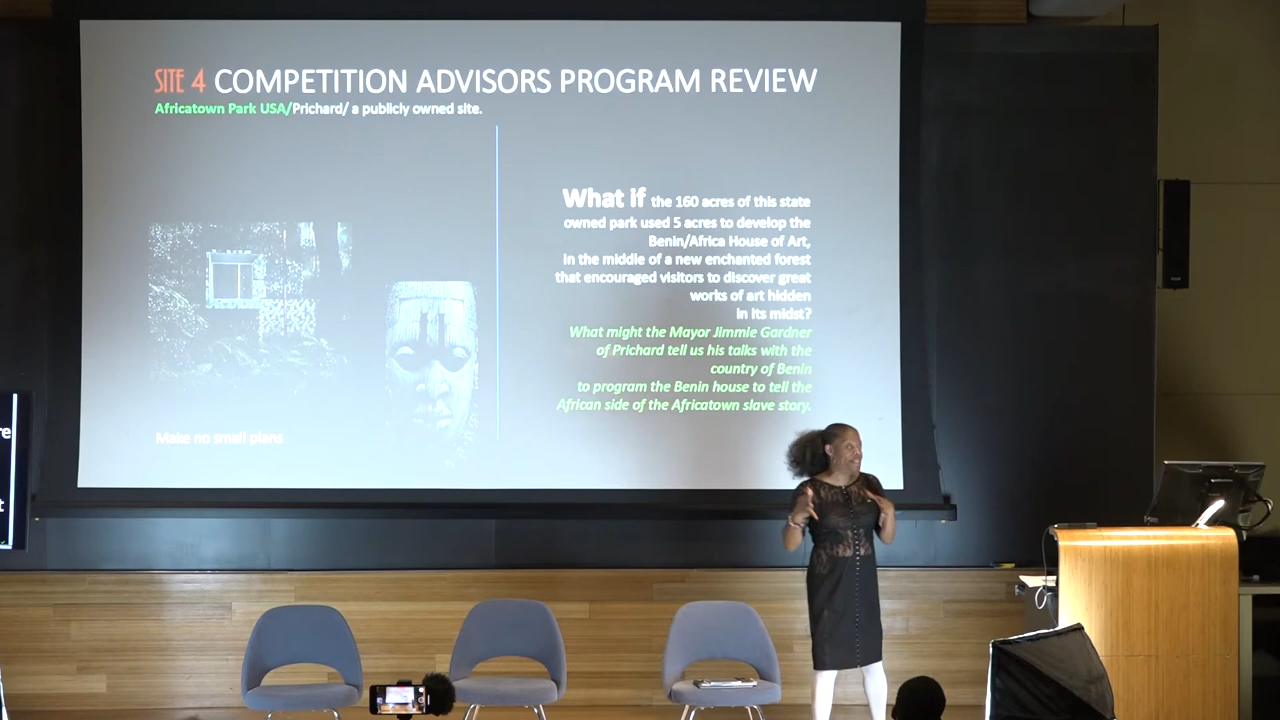 SITE 4 COMPETITION ADVISORS PROGRAM REVIEW
Africatown Park USA/Prichard/ a publicly owned site.
What if the 160 acres of this state
owned park used 5 acres to develop the
Benin/Africa House of Art,
in the middle of a new enchanted forest
that encouraged visitors to discover great
works of art hidden
in its midst?
What might the Mayor Jimmie Gardner
of Prichard tell us his talks with the
country of Benin
to program the Benin house to tell the
African side of the Africatown slave story.
Make no small plans
re
t